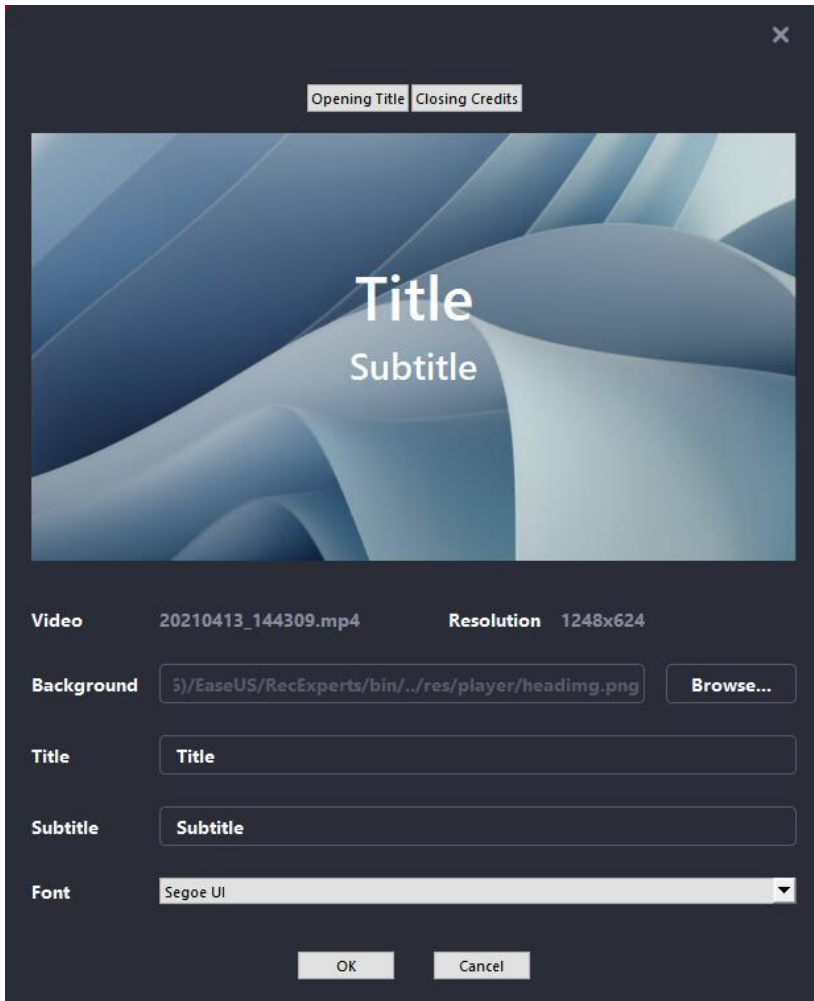 Opening Title Closing Credits
Title
Subtitle
Video 20210413_144309.mp4 Resolution 1248x624
Background 5)/EaseUS/RecExperts/bin/../res/player/headimg.png Browse...
Title Title
Subtitle Subtitle
Font Segoe UI
OK Cancel